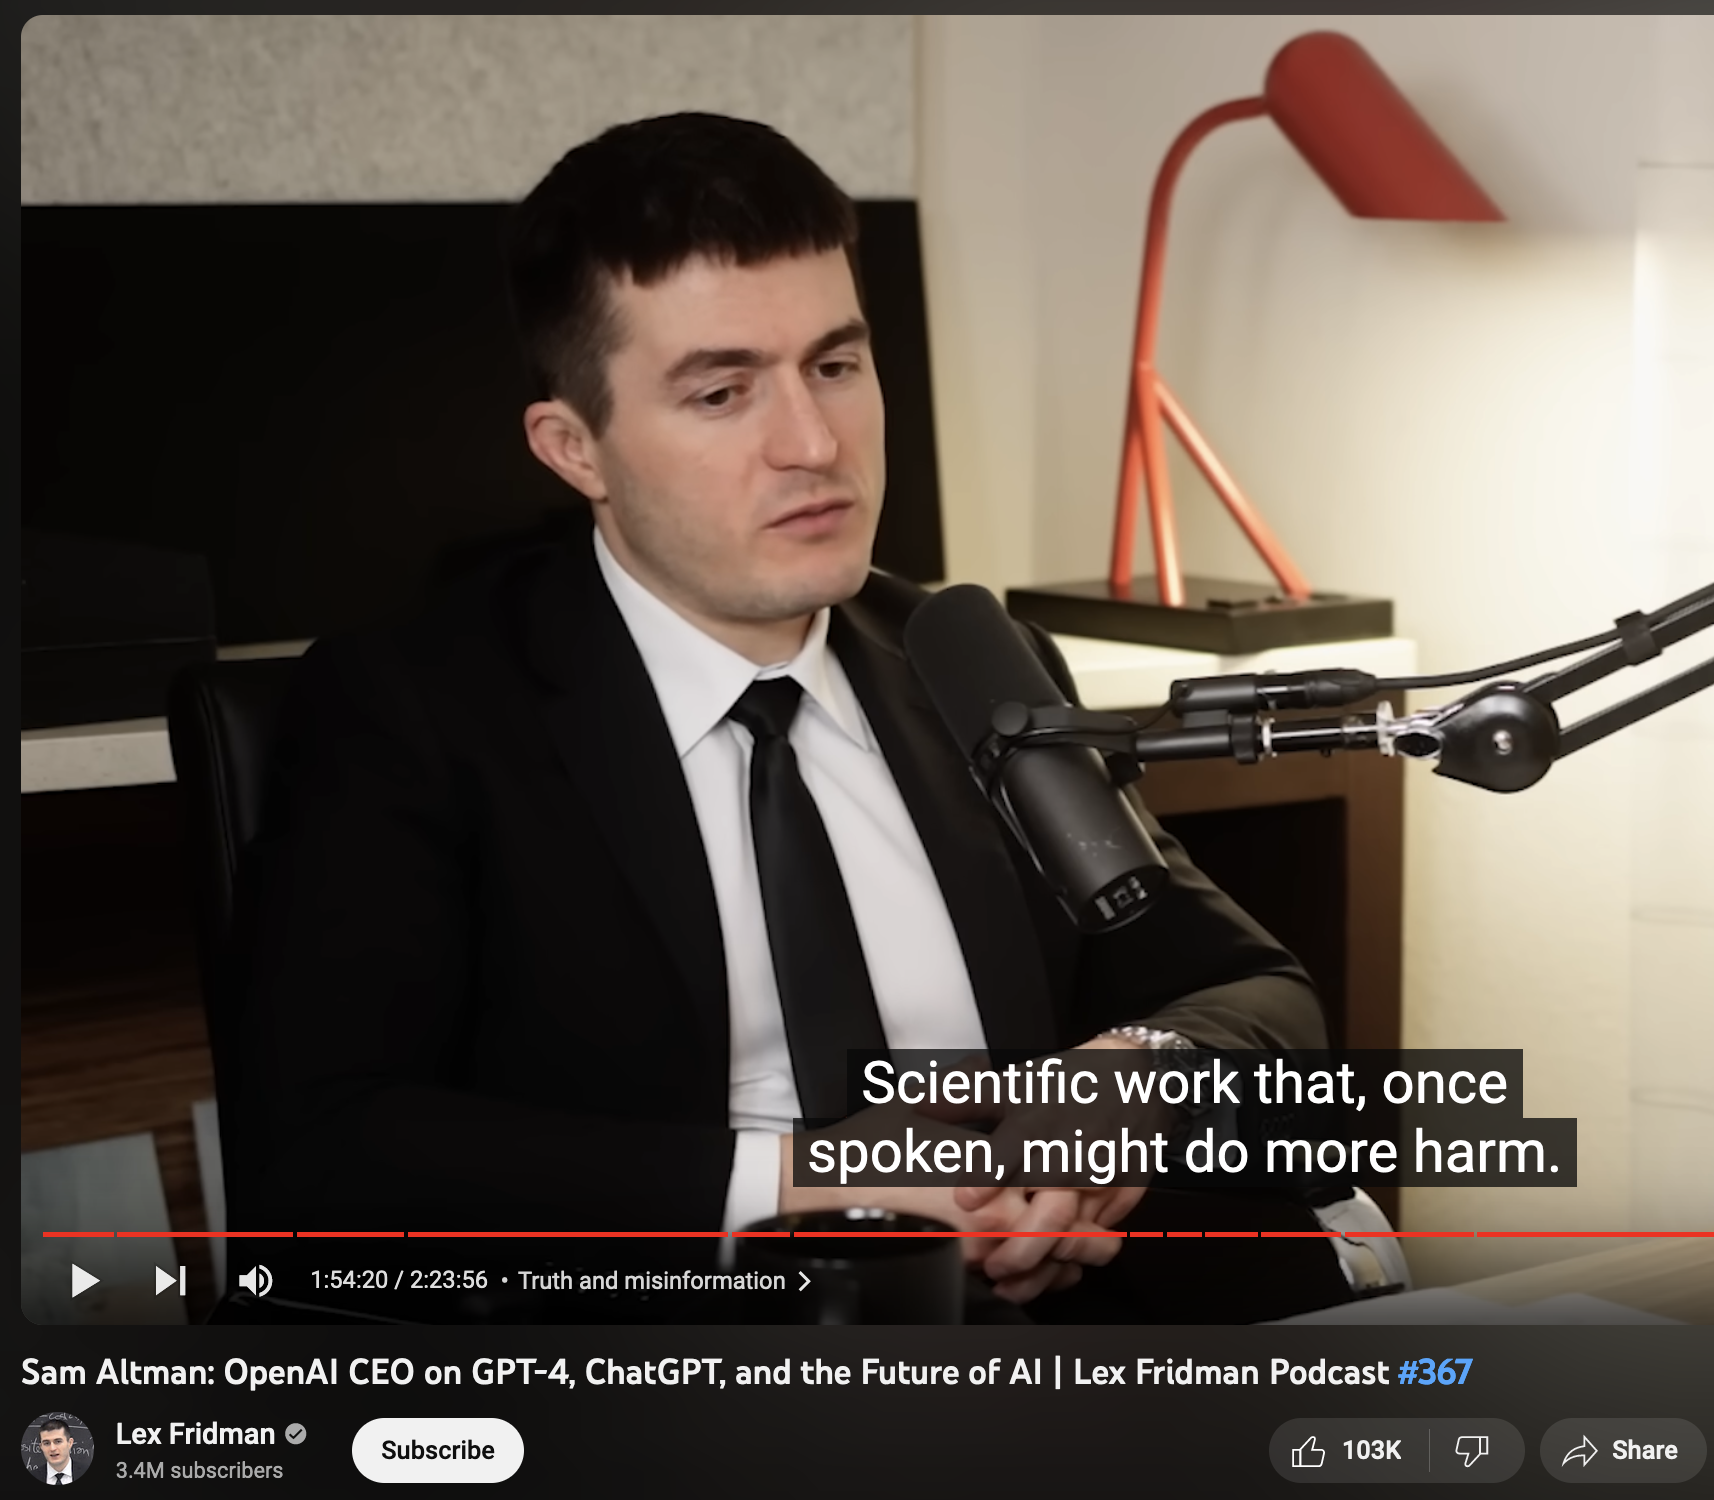 Scientific work that, once
spoken, might do more harm.
1:54:20 / 2:23:56 • Truth and misinformation
Sam Altman: OpenAI CEO on GPT-4, ChatGPT, and the Future of AI | Lex Fridman Podcast #367
Lex Fridman
3.4M subscribers
Subscribe
103K
Share